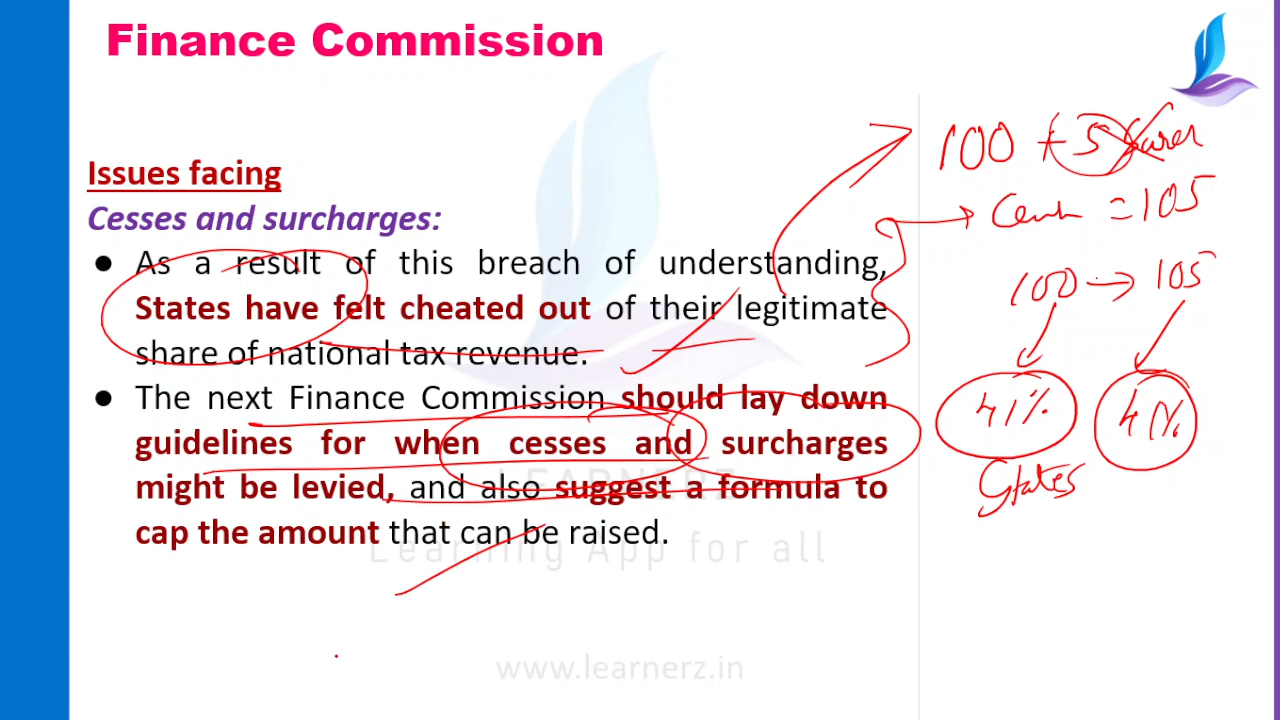 Finance Commission
Issues facing
Cesses and surcharges:
● As a result of this breach of understanding,
States have felt cheated out of their legitimate
share of national tax revenue.
● The next Finance Commission should lay down
guidelines for when cesses and surcharges
might be levied, and also suggest a formula to
cap the amount that can be raised.
LEARNERZ
Learning App for all
www.learnerz.in
100 + 5
= 105
100 → 105
41% 41%
States